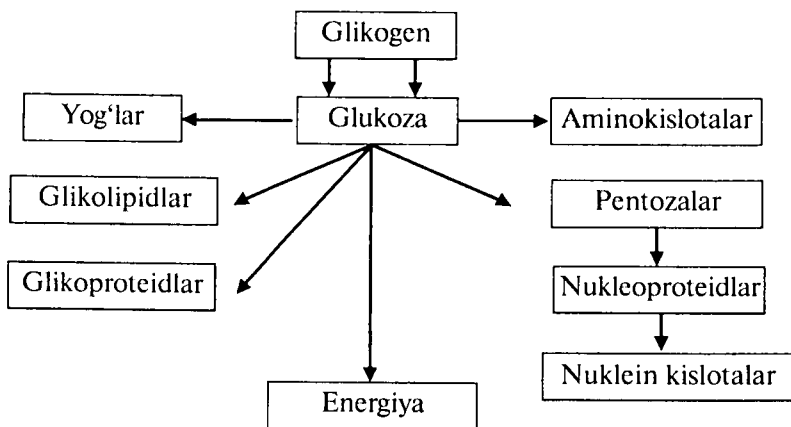 Glikogen
Yog‘lar
Glukoza
Aminokislotalar
Glikolipidlar
Pentozalar
Glikoproteidlar
Nukleoproteidlar
Nuklein kislotalar
Energiya